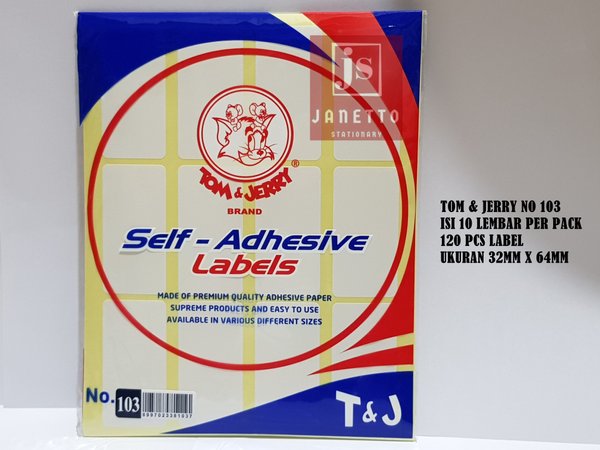 js
JANETTO
STATIONARY
TOM & JERRY®
BRAND
Self - Adhesive
Labels
MADE OF PREMIUM QUALITY ADHESIVE PAPER
SUPREME PRODUCTS AND EASY TO USE
AVAILABLE IN VARIOUS DIFFERENT SIZES
No. 103
T&J
TOM & JERRY NO 103
ISI 10 LEMBAR PER PACK
120 PCS LABEL
UKURAN 32MM X 64MM